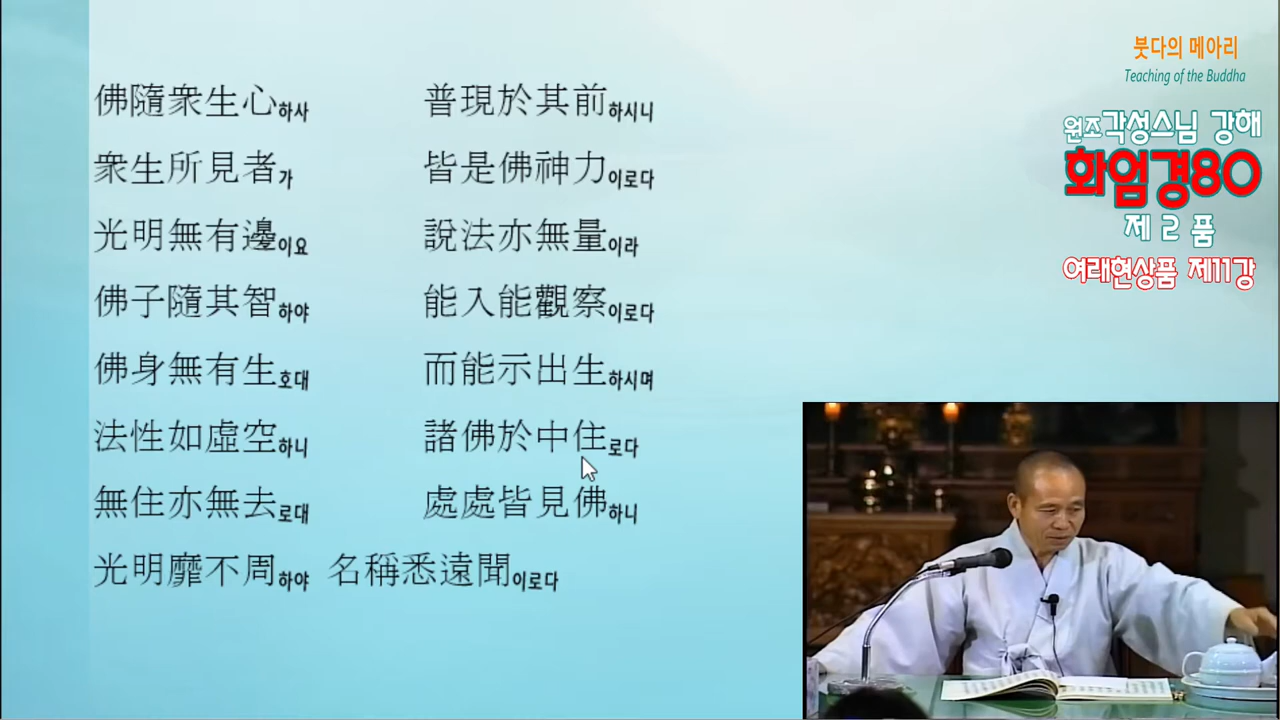 佛隨衆生心하사 普現於其前하시니
衆生所見者가 皆是佛神力이로다
光明無有邊이요 說法亦無量이라
佛子隨其智하야 能入能觀察이로다
佛身無有生호대 而能示出生하시며
法性如虛空하니 諸佛於中住로다
無住亦無去로대 處處皆見佛하니
光明靡不周하야 名稱悉遠聞이로다
붓다의 메아리
Teaching of the Buddha
원조각성스님 강해
화엄경80
제 2 품
여래현상품 제11강